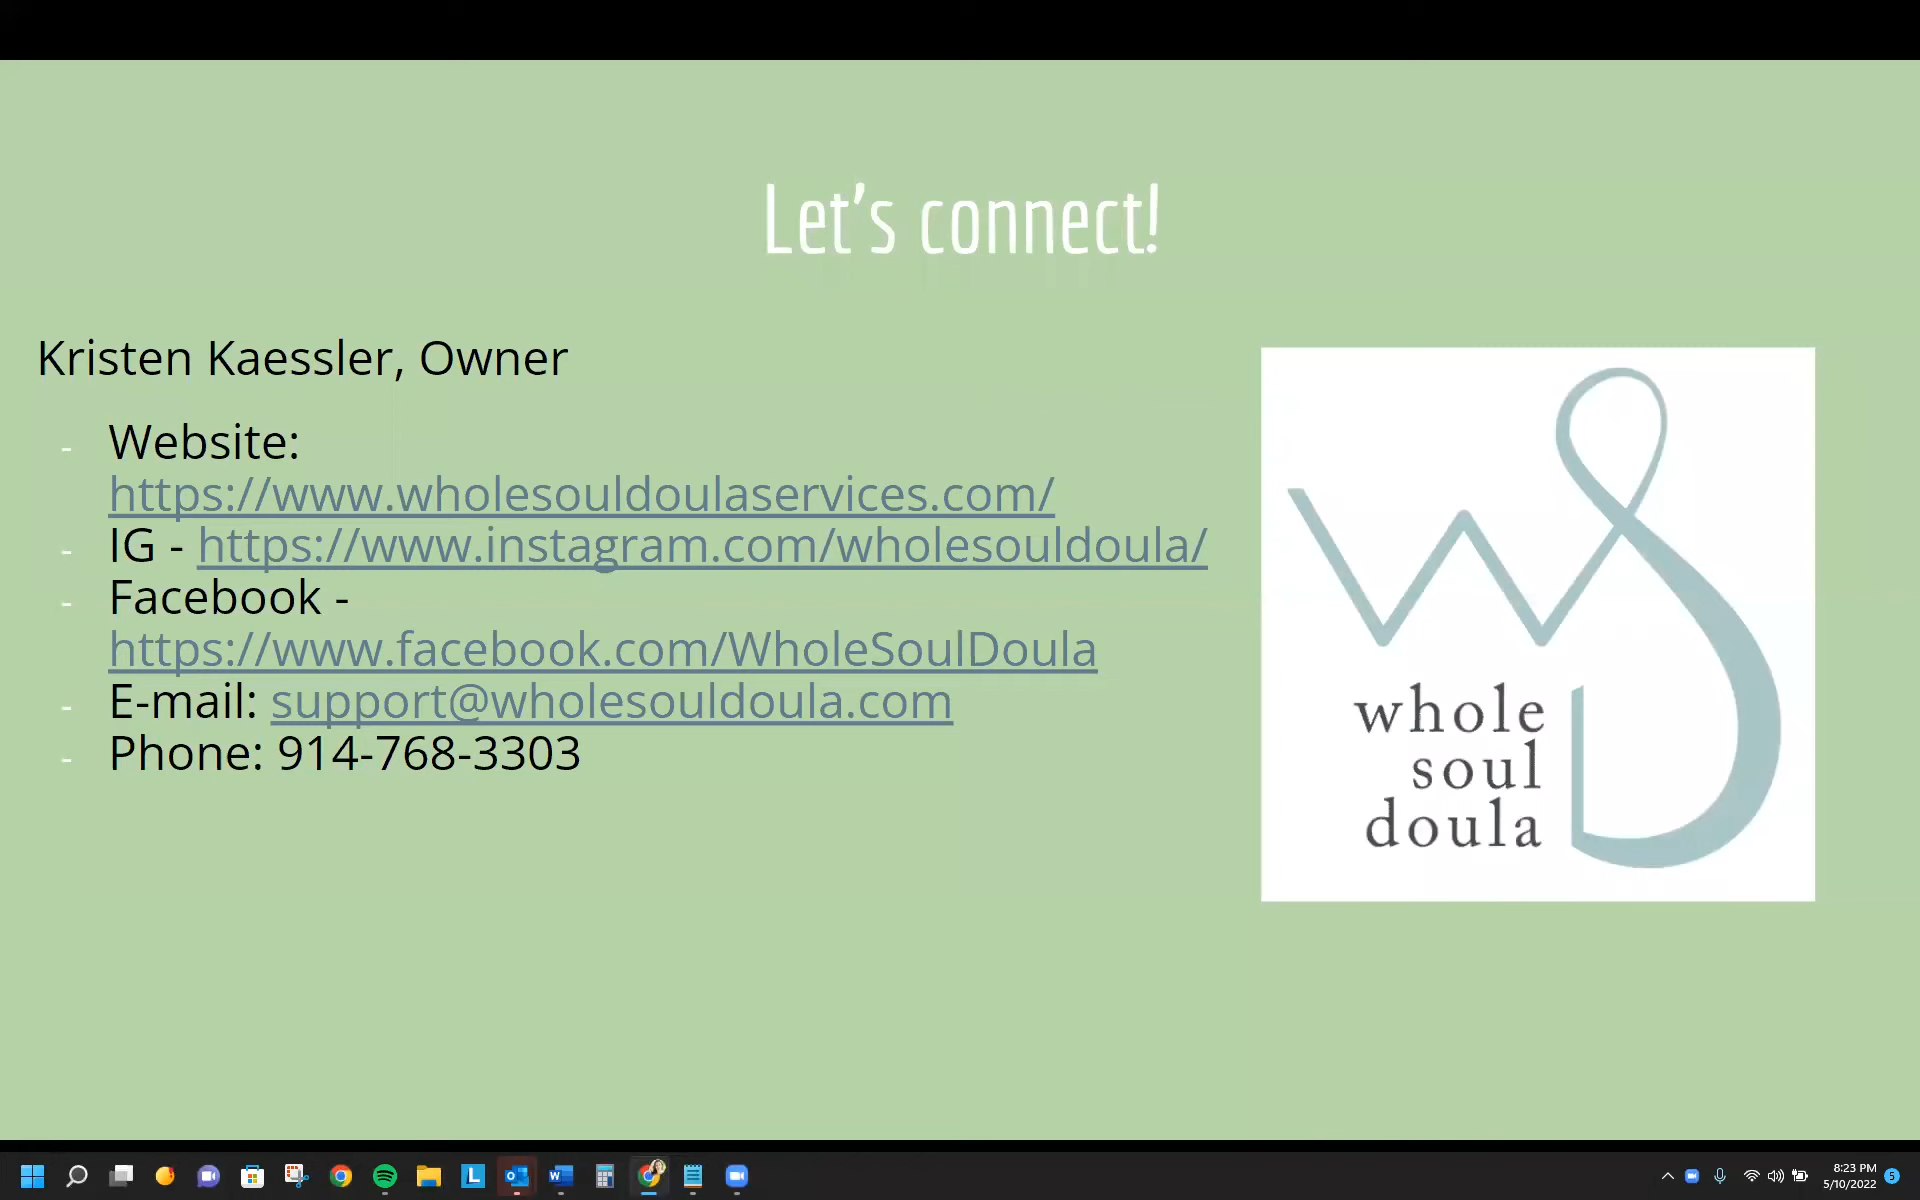 Let's connect!
Kristen Kaessler, Owner
- Website:
https://www.wholesouldoulaservices.com/
- IG - https://www.instagram.com/wholesouldoula/
- Facebook -
https://www.facebook.com/WholeSoulDoula
- E-mail: support@wholesouldoula.com
- Phone: 914-768-3303
whole
soul
doula
8:23 PM
5/10/2022
5